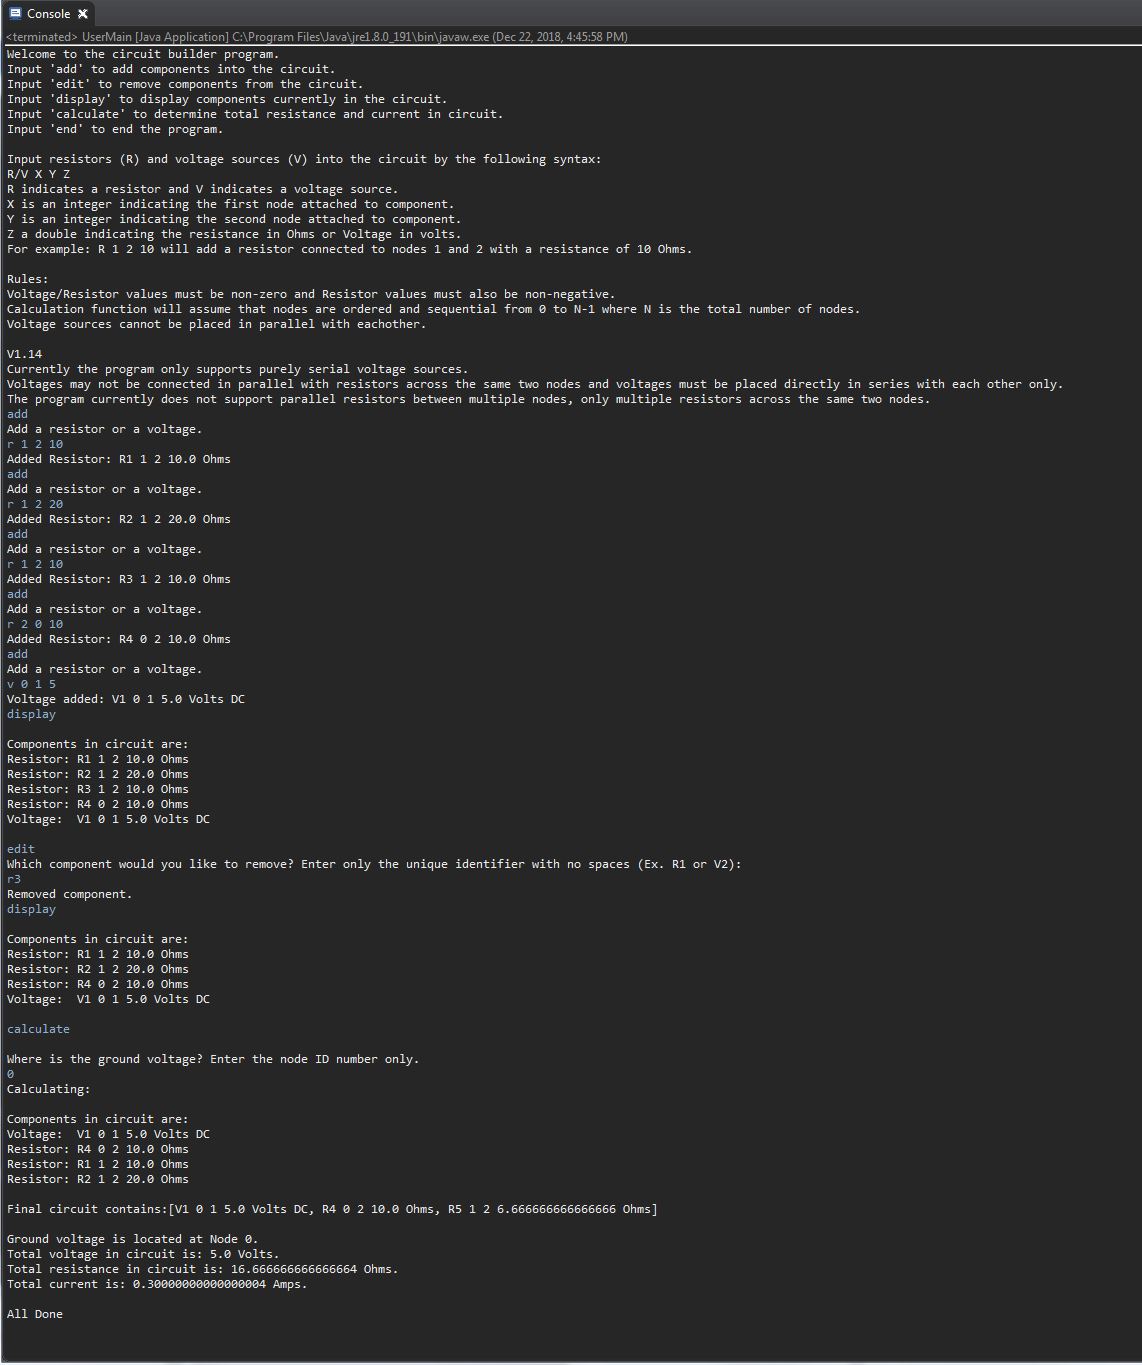 Console
<terminated> UserMain [Java Application] C:\Program Files\Java\jre1.8.0_191\bin\javaw.exe (Dec 22, 2018, 4:45:58 PM)
Welcome to the circuit builder program.
Input 'add' to add components into the circuit.
Input 'edit' to remove components from the circuit.
Input 'display' to display components currently in the circuit.
Input 'calculate' to determine total resistance and current in circuit.
Input 'end' to end the program.

Input resistors (R) and voltage sources (V) into the circuit by the following syntax:
R/V X Y Z
R indicates a resistor and V indicates a voltage source.
X is an integer indicating the first node attached to component.
Y is an integer indicating the second node attached to component.
Z a double indicating the resistance in Ohms or Voltage in volts.
For example: R 1 2 10 will add a resistor connected to nodes 1 and 2 with a resistance of 10 Ohms.

Rules:
Voltage/Resistor values must be non-zero and Resistor values must also be non-negative.
Calculation function will assume that nodes are ordered and sequential from 0 to N-1 where N is the total number of nodes.
Voltage sources cannot be placed in parallel with eachother.

V1.14
Currently the program only supports purely serial voltage sources.
Voltages may not be connected in parallel with resistors across the same two nodes and voltages must be placed directly in series with each other only.
The program currently does not support parallel resistors between multiple nodes, only multiple resistors across the same two nodes.
add
Add a resistor or a voltage.
r 1 2 10
Added Resistor: R1 1 2 10.0 Ohms
add
Add a resistor or a voltage.
r 1 2 20
Added Resistor: R2 1 2 20.0 Ohms
add
Add a resistor or a voltage.
r 1 2 10
Added Resistor: R3 1 2 10.0 Ohms
add
Add a resistor or a voltage.
r 2 0 10
Added Resistor: R4 0 2 10.0 Ohms
add
Add a resistor or a voltage.
v 0 1 5
Voltage added: V1 0 1 5.0 Volts DC
display

Components in circuit are:
Resistor: R1 1 2 10.0 Ohms
Resistor: R2 1 2 20.0 Ohms
Resistor: R3 1 2 10.0 Ohms
Resistor: R4 0 2 10.0 Ohms
Voltage:  V1 0 1 5.0 Volts DC

edit
Which component would you like to remove? Enter only the unique identifier with no spaces (Ex. R1 or V2):
r3
Removed component.
display

Components in circuit are:
Resistor: R1 1 2 10.0 Ohms
Resistor: R2 1 2 20.0 Ohms
Resistor: R4 0 2 10.0 Ohms
Voltage:  V1 0 1 5.0 Volts DC

calculate

Where is the ground voltage? Enter the node ID number only.
0
Calculating:

Components in circuit are:
Voltage:  V1 0 1 5.0 Volts DC
Resistor: R4 0 2 10.0 Ohms
Resistor: R1 1 2 10.0 Ohms
Resistor: R2 1 2 20.0 Ohms

Final circuit contains:[V1 0 1 5.0 Volts DC, R4 0 2 10.0 Ohms, R5 1 2 6.666666666666666 Ohms]

Ground voltage is located at Node 0.
Total voltage in circuit is: 5.0 Volts.
Total resistance in circuit is: 16.666666666666664 Ohms.
Total current is: 0.30000000000000004 Amps.

All Done